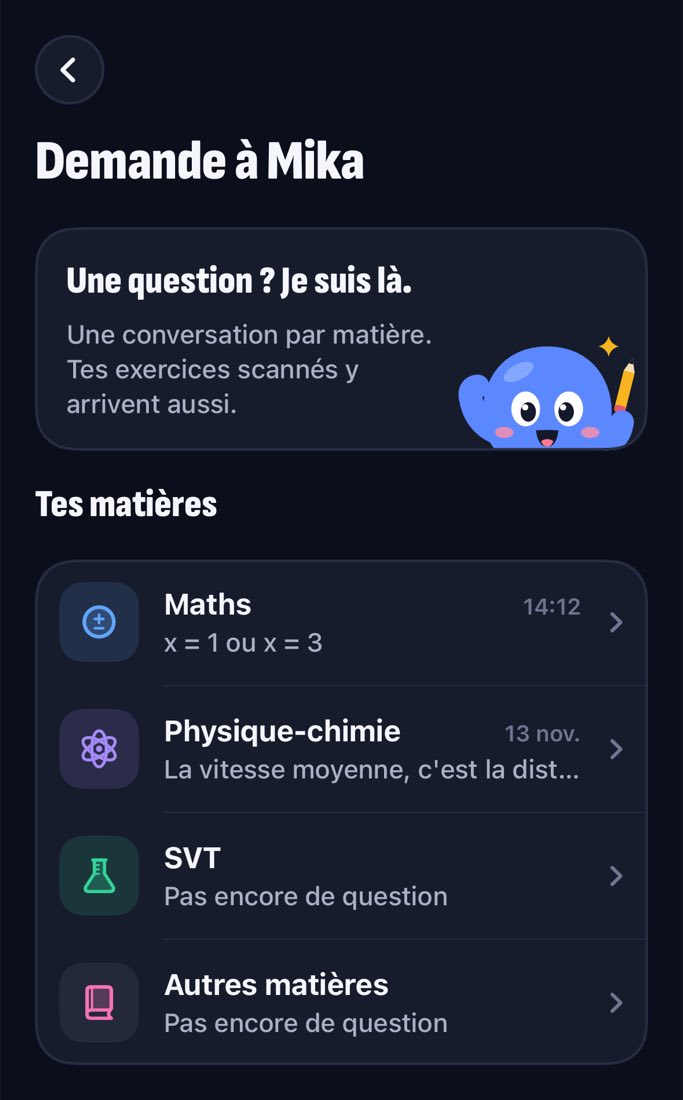 Demande à Mika
Une question ? Je suis là.
Une conversation par matière.
Tes exercices scannés y
arrivent aussi.
Tes matières
Maths
14:12
x = 1 ou x = 3
Physique-chimie
13 nov.
La vitesse moyenne, c'est la dist...
SVT
Pas encore de question
Autres matières
Pas encore de question